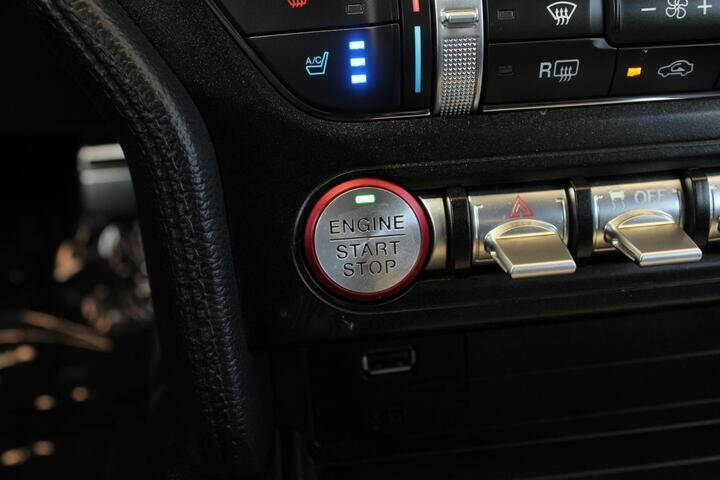 A/C
R
- +
ENGINE
START
STOP
OFF